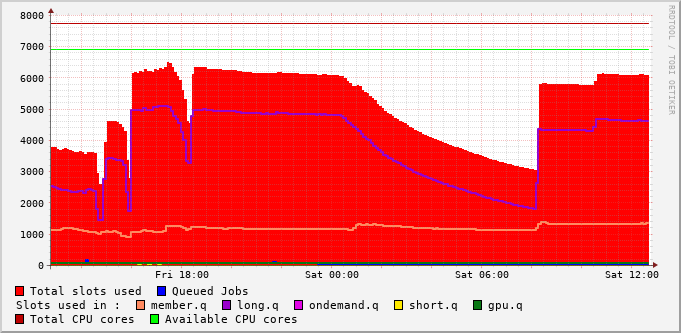 RRDTOOL / TOBI OETIKER
8000
7000
6000
5000
4000
3000
2000
1000
0
Fri 18:00 Sat 00:00 Sat 06:00 Sat 12:00
Total slots used Queued Jobs
Slots used in : member.q long.q ondemand.q short.q gpu.q
Total CPU cores Available CPU cores